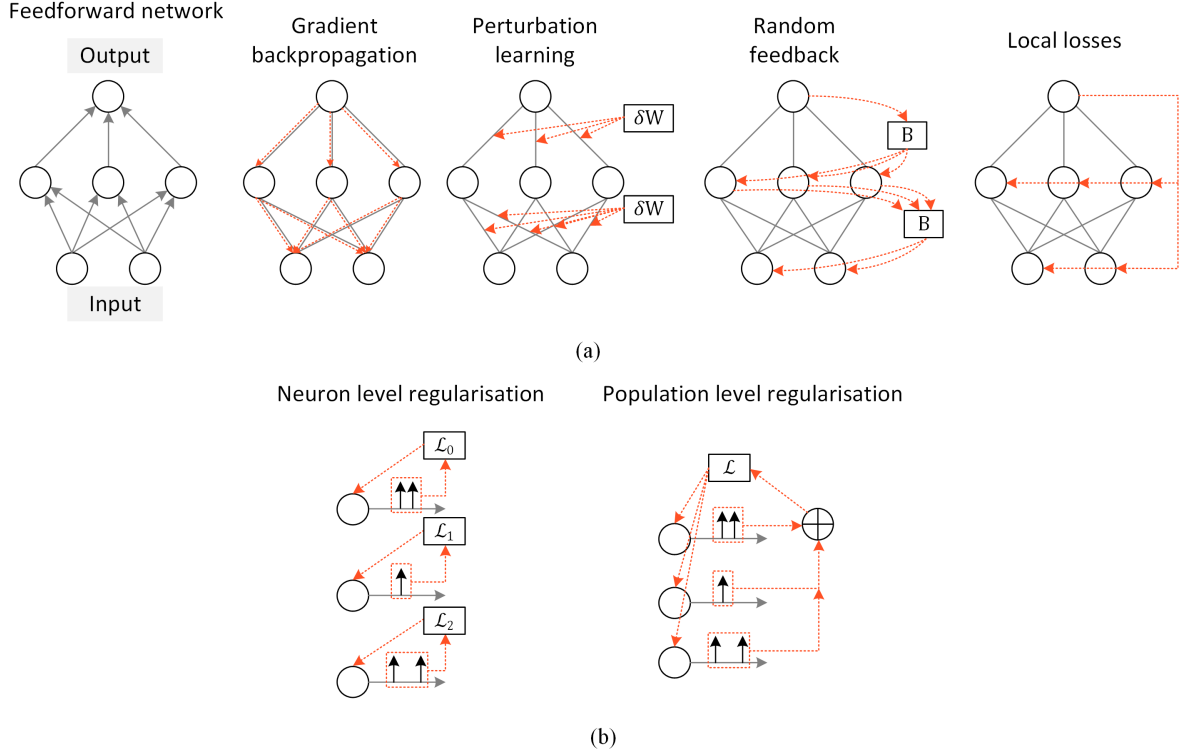 Feedforward network
Output
Input
Gradient
backpropagation
Perturbation
learning
δW
δW
Random
feedback
B
B
Local losses
(a)
Neuron level regularisation
ℒ₀
ℒ₁
ℒ₂
Population level regularisation
ℒ
(b)